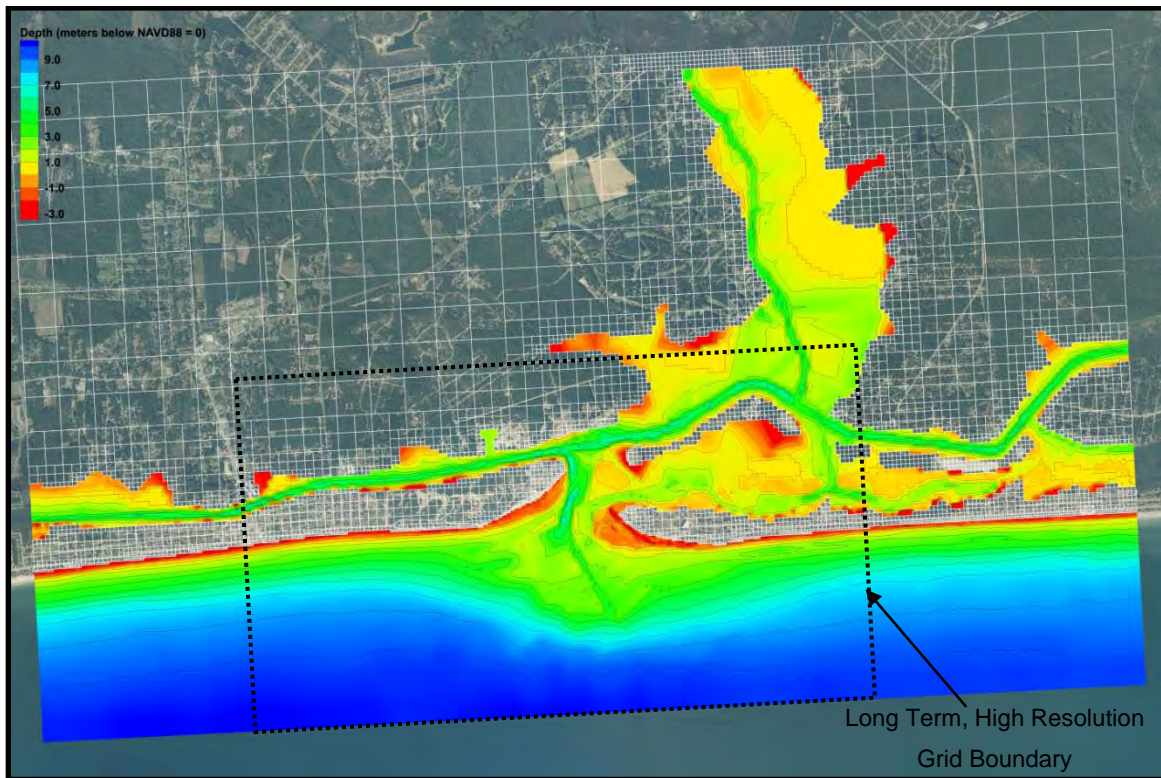 Depth (meters below NAVD88 = 0)
9.0
7.0
5.0
3.0
1.0
-1.0
-3.0
Long Term, High Resolution
Grid Boundary